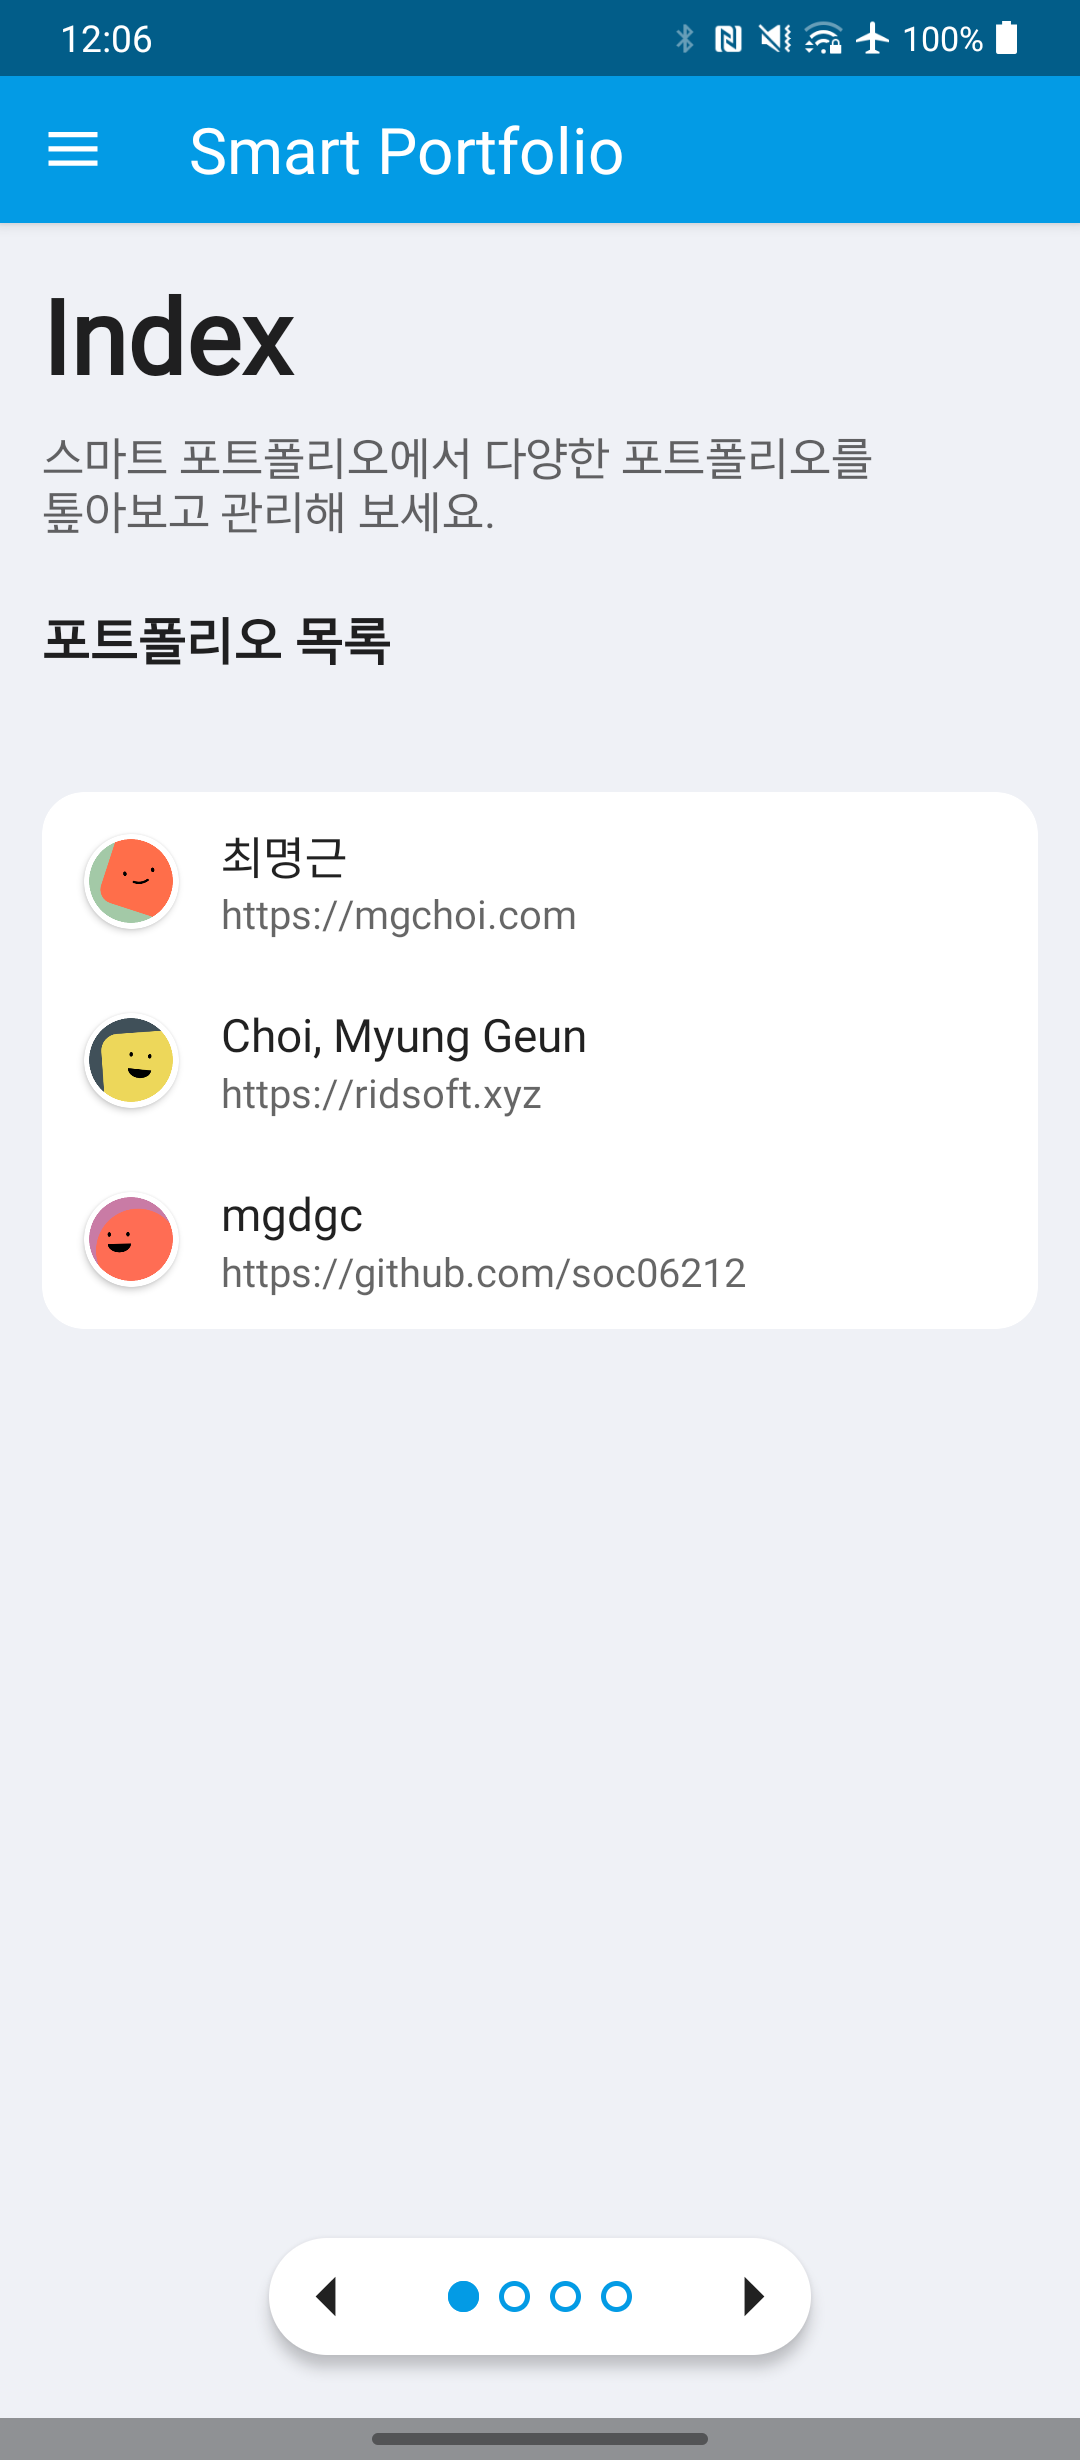 12:06
100%
Smart Portfolio
Index
스마트 포트폴리오에서 다양한 포트폴리오를
톺아보고 관리해 보세요.
포트폴리오 목록
최명근
https://mgchoi.com
Choi, Myung Geun
https://ridsoft.xyz
mgdgc
https://github.com/soc06212